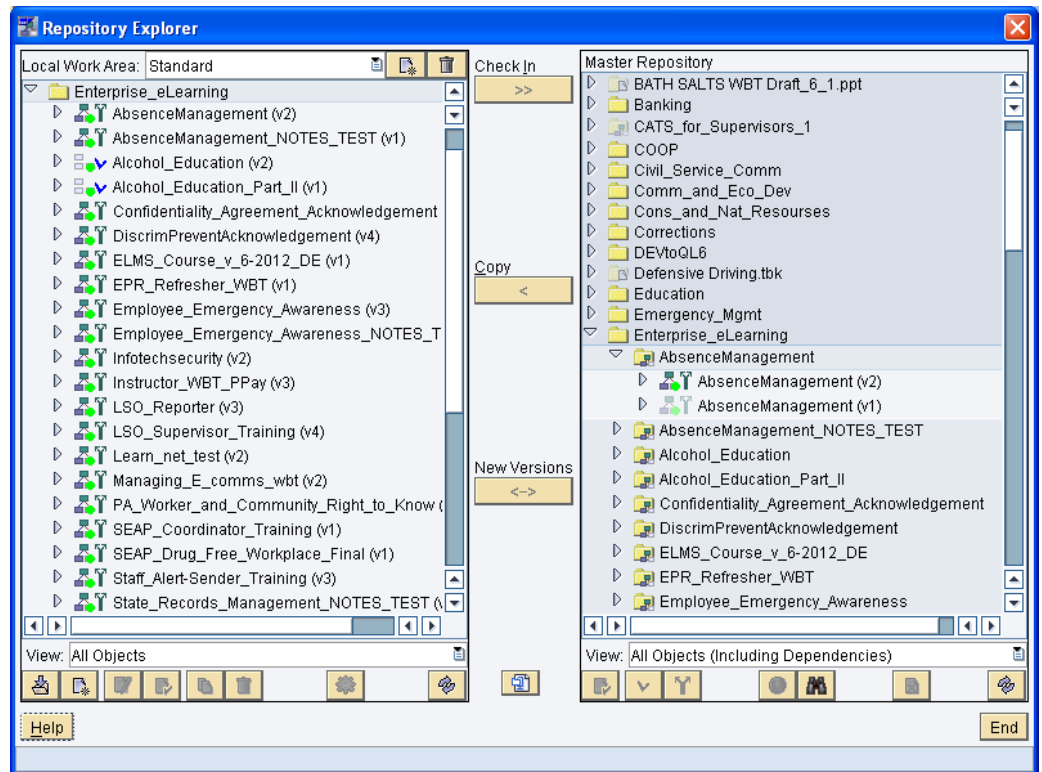 Repository Explorer
Local Work Area: Standard
Enterprise_eLearning
AbsenceManagement (v2)
AbsenceManagement_NOTES_TEST (v1)
Alcohol_Education (v2)
Alcohol_Education_Part_II (v1)
Confidentiality_Agreement_Acknowledgement
DiscrimPreventAcknowledgement (v4)
ELMS_Course_v_6-2012_DE (v1)
EPR_Refresher_WBT (v1)
Employee_Emergency_Awareness (v3)
Employee_Emergency_Awareness_NOTES_T
Infotechsecurity (v2)
Instructor_WBT_PPay (v3)
LSO_Reporter (v3)
LSO_Supervisor_Training (v4)
Learn_net_test (v2)
Managing_E_comms_wbt (v2)
PA_Worker_and_Community_Right_to_Know (
SEAP_Coordinator_Training (v1)
SEAP_Drug_Free_Workplace_Final (v1)
Staff_Alert-Sender_Training (v3)
State_Records_Management_NOTES_TEST (
View: All Objects
Check In
>>
Copy
<
New Versions
<->
Master Repository
BATH SALTS WBT Draft_6_1.ppt
Banking
CATS_for_Supervisors_1
COOP
Civil_Service_Comm
Comm_and_Eco_Dev
Cons_and_Nat_Resourses
Corrections
DEVtoQL6
Defensive Driving.tbk
Education
Emergency_Mgmt
Enterprise_eLearning
AbsenceManagement
AbsenceManagement (v2)
AbsenceManagement (v1)
AbsenceManagement_NOTES_TEST
Alcohol_Education
Alcohol_Education_Part_II
Confidentiality_Agreement_Acknowledgement
DiscrimPreventAcknowledgement
ELMS_Course_v_6-2012_DE
EPR_Refresher_WBT
Employee_Emergency_Awareness
View: All Objects (Including Dependencies)
Help
End